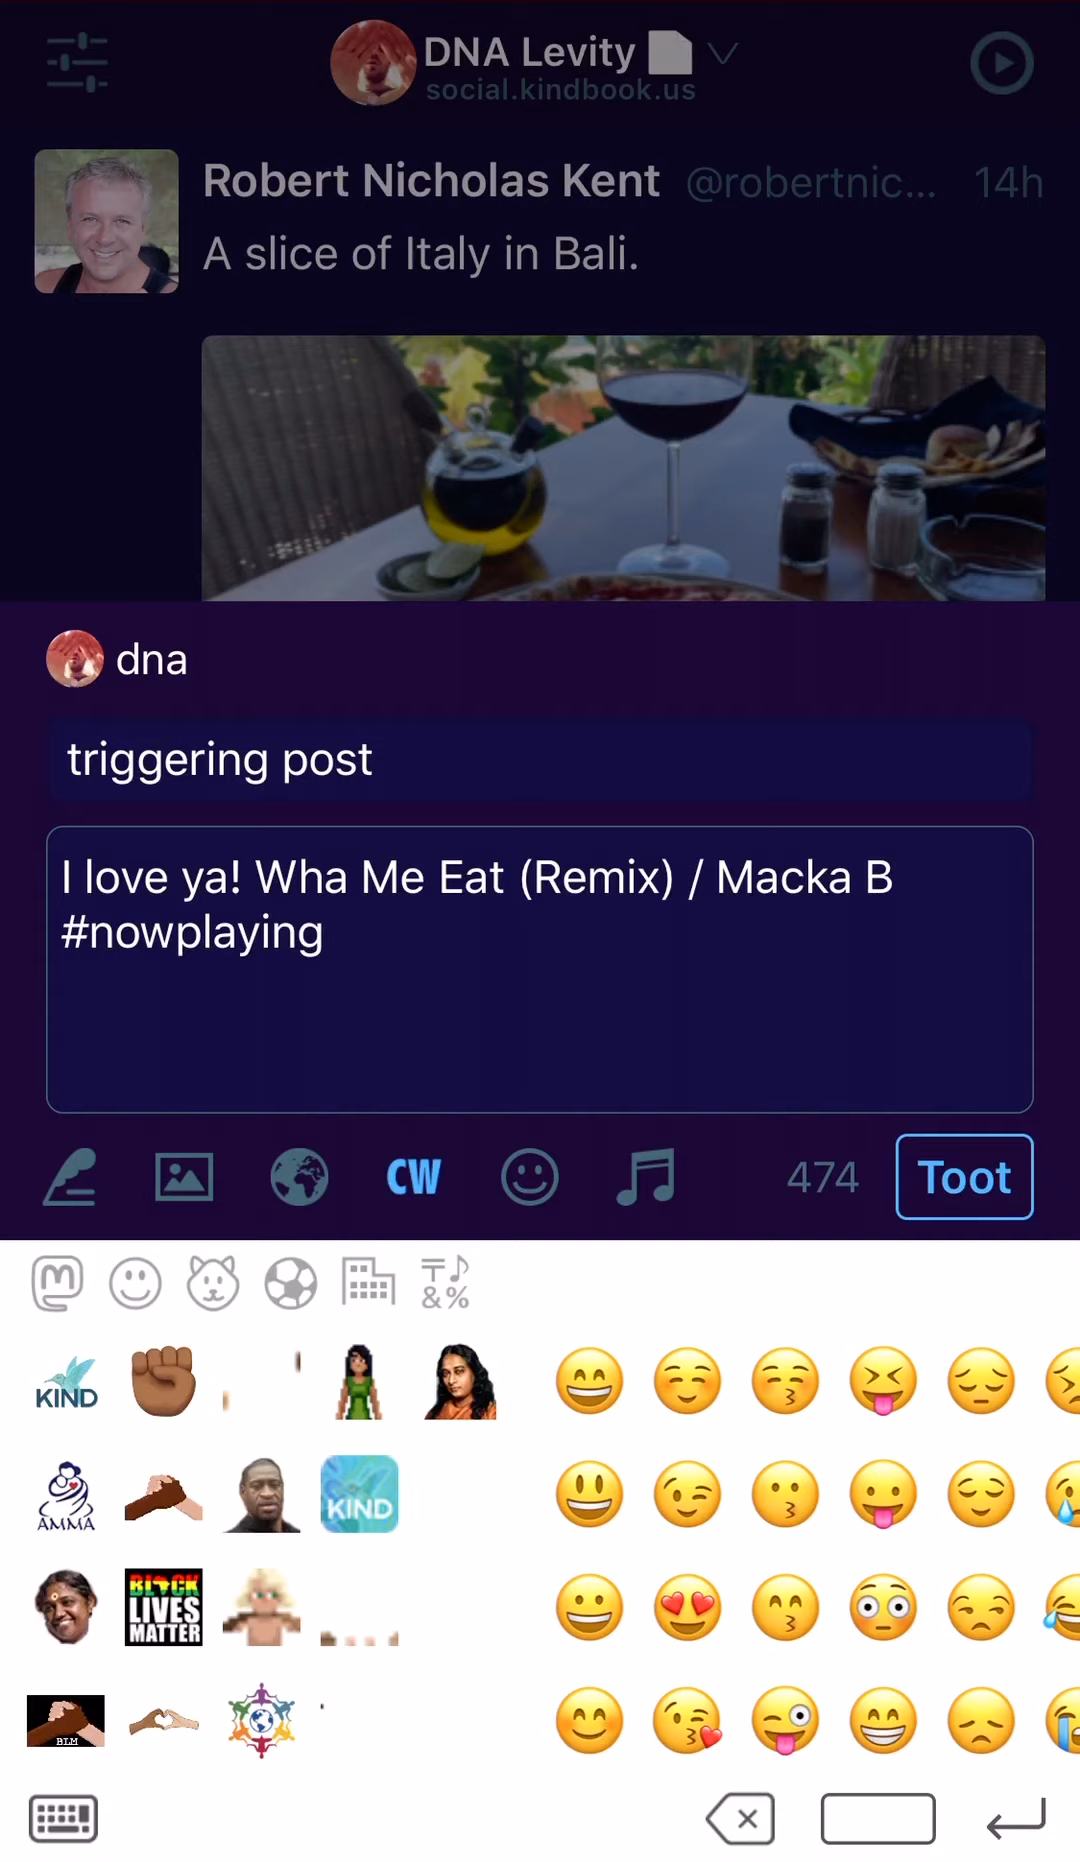 DNA Levity
social.kindbook.us
Robert Nicholas Kent @robertnic... 14h
A slice of Italy in Bali.
dna
triggering post
I love ya! Wha Me Eat (Remix) / Macka B
#nowplaying
CW 474 Toot
〒♪
&%
KIND
AMMA
KIND
BLACK
LIVES
MATTER
BLM